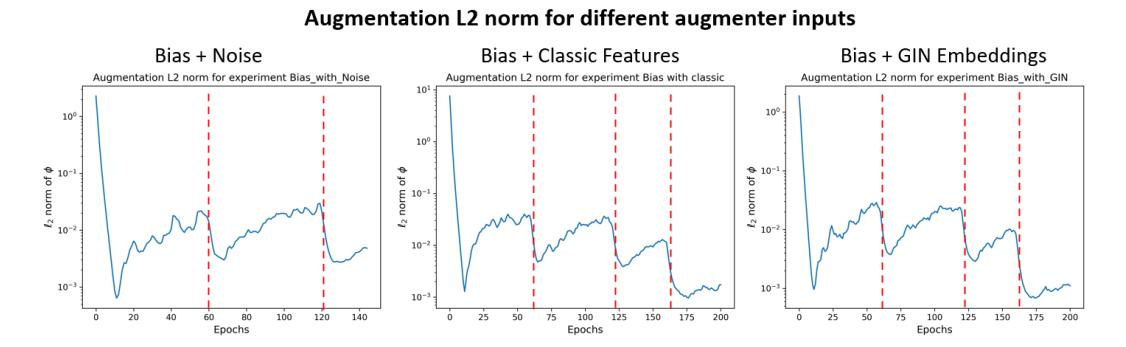 Augmentation L2 norm for different augmenter inputs
Bias + Noise
Augmentation L2 norm for experiment Bias_with_Noise
10⁰
10⁻¹
10⁻²
10⁻³
ℓ₂ norm of ϕ
0 20 40 60 80 100 120 140
Epochs
Bias + Classic Features
Augmentation L2 norm for experiment Bias with classic
10¹
10⁰
10⁻¹
10⁻²
10⁻³
ℓ₂ norm of ϕ
0 25 50 75 100 125 150 175 200
Epochs
Bias + GIN Embeddings
Augmentation L2 norm for experiment Bias_with_GIN
10⁰
10⁻¹
10⁻²
10⁻³
ℓ₂ norm of ϕ
0 25 50 75 100 125 150 175 200
Epochs